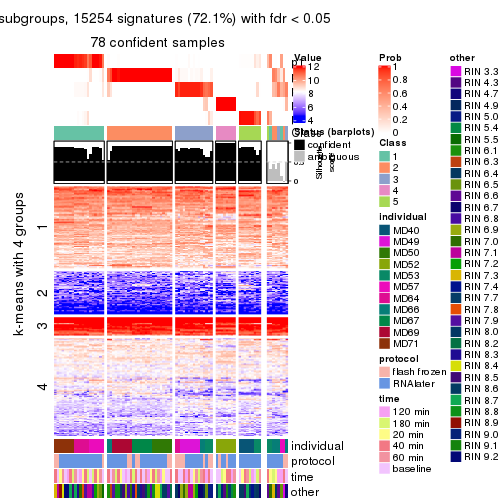 subgroups, 15254 signatures (72.1%) with fdr < 0.05
78 confident samples
k-means with 4 groups
1
2
3
4
Value
12
10
8
6
4
Status (barplots)
confident
ambiguous
0
individual
protocol
time
other
Prob
1
0.8
0.6
0.4
0.2
0
Class
1
2
3
4
5
individual
MD40
MD49
MD50
MD52
MD53
MD57
MD64
MD66
MD67
MD69
MD71
protocol
flash frozen
RNAlater
time
120 min
180 min
20 min
40 min
60 min
baseline
other
RIN 3.3
RIN 4.3
RIN 4.7
RIN 4.9
RIN 5.0
RIN 5.4
RIN 5.5
RIN 6.1
RIN 6.3
RIN 6.4
RIN 6.5
RIN 6.6
RIN 6.7
RIN 6.8
RIN 6.9
RIN 7.0
RIN 7.1
RIN 7.2
RIN 7.3
RIN 7.4
RIN 7.7
RIN 7.8
RIN 7.9
RIN 8.0
RIN 8.2
RIN 8.3
RIN 8.4
RIN 8.5
RIN 8.6
RIN 8.7
RIN 8.8
RIN 8.9
RIN 9.0
RIN 9.1
RIN 9.2